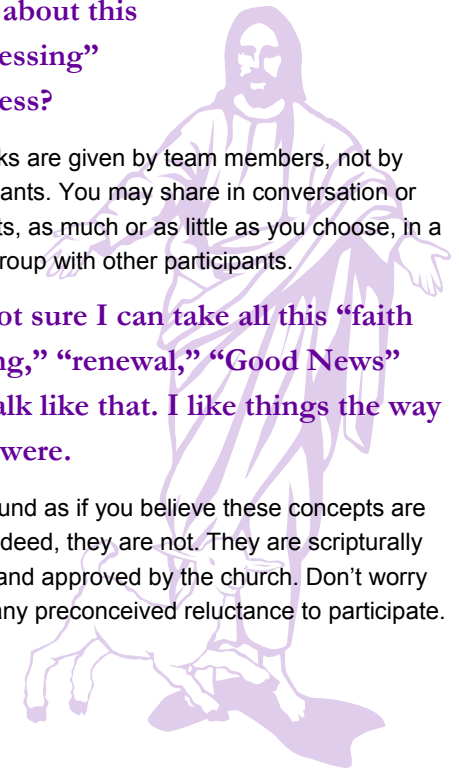 about this
essing”
ess?
ks are given by team members, not by
ants. You may share in conversation or
ts, as much or as little as you choose, in a
group with other participants.
ot sure I can take all this “faith
ng,” “renewal,” “Good News”
alk like that. I like things the way
were.
und as if you believe these concepts are
ndeed, they are not. They are scripturally
and approved by the church. Don’t worry
any preconceived reluctance to participate.